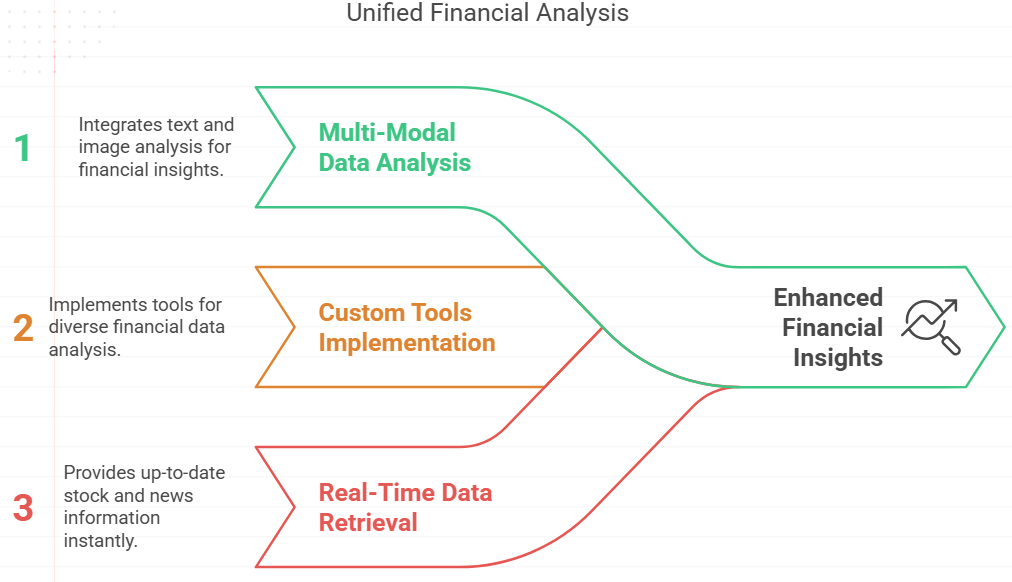 Unified Financial Analysis
1
Integrates text and
image analysis for
financial insights.
Multi-Modal
Data Analysis
2
Implements tools for
diverse financial data
analysis.
Custom Tools
Implementation
Enhanced
Financial
Insights
3
Provides up-to-date
stock and news
information
instantly.
Real-Time Data
Retrieval